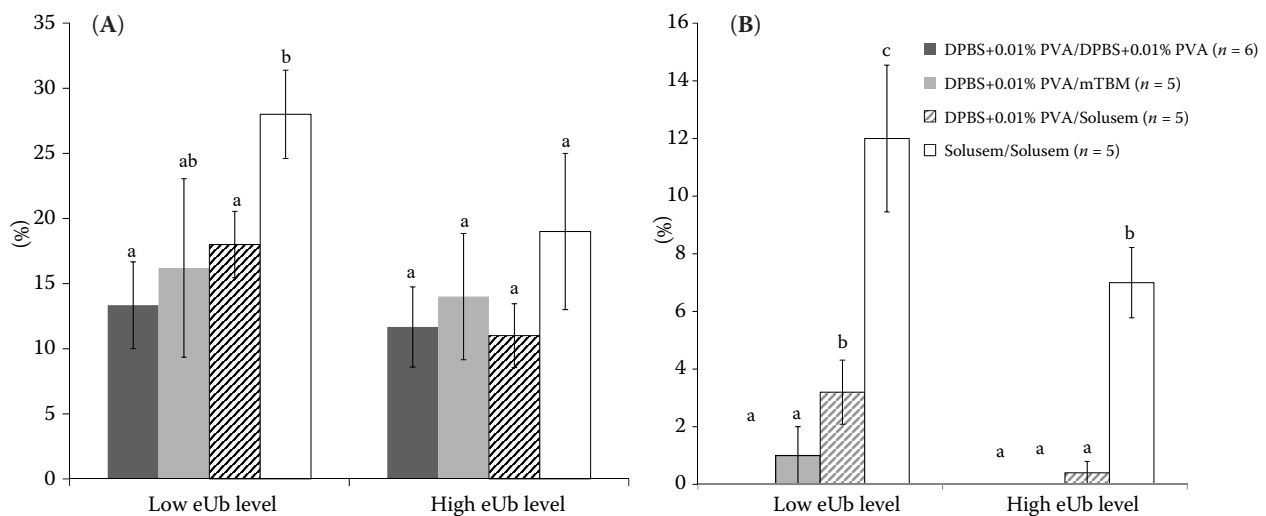 (A)
35
30
25
20
15
10
5
0
(%)
a
ab
a
b
a
a
a
a
Low eUb level
High eUb level
(B)
16
14
12
10
8
6
4
2
0
(%)
a
a
b
c
a
a
a
b
Low eUb level
High eUb level
DPBS+0.01% PVA/DPBS+0.01% PVA (n = 6)
DPBS+0.01% PVA/mTBM (n = 5)
DPBS+0.01% PVA/Solusem (n = 5)
Solusem/Solusem (n = 5)